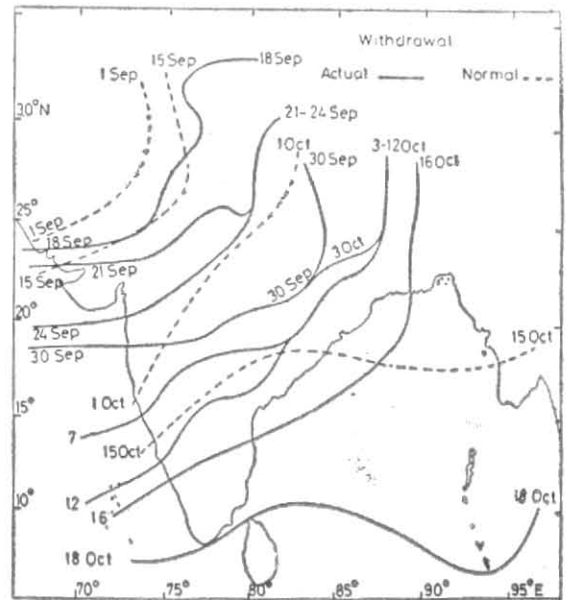 Withdrawal
Actual
Normal
1 Sep
15 Sep
18 Sep
30°N
21-24 Sep
1 Oct
30 Sep
3-12 Oct
16 Oct
25°
1 Sep
18 Sep
3 Oct
15 Sep
21 Sep
30 Sep
20°
24 Sep
30 Sep
15 Oct
15°
1 Oct
7
15 Oct
10°
12
16
18 Oct
18 Oct
70°
75°
80°
85°
90°
95°E